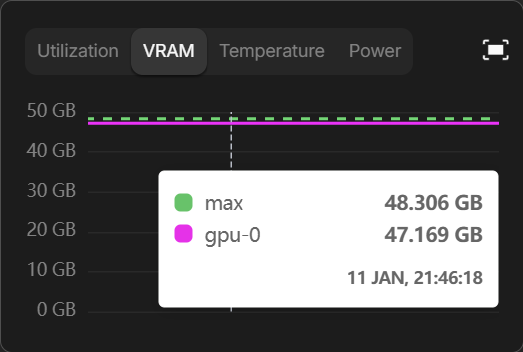 Utilization VRAM Temperature Power
50 GB
40 GB
30 GB
20 GB
10 GB
0 GB
max 48.306 GB
gpu-0 47.169 GB
11 JAN, 21:46:18